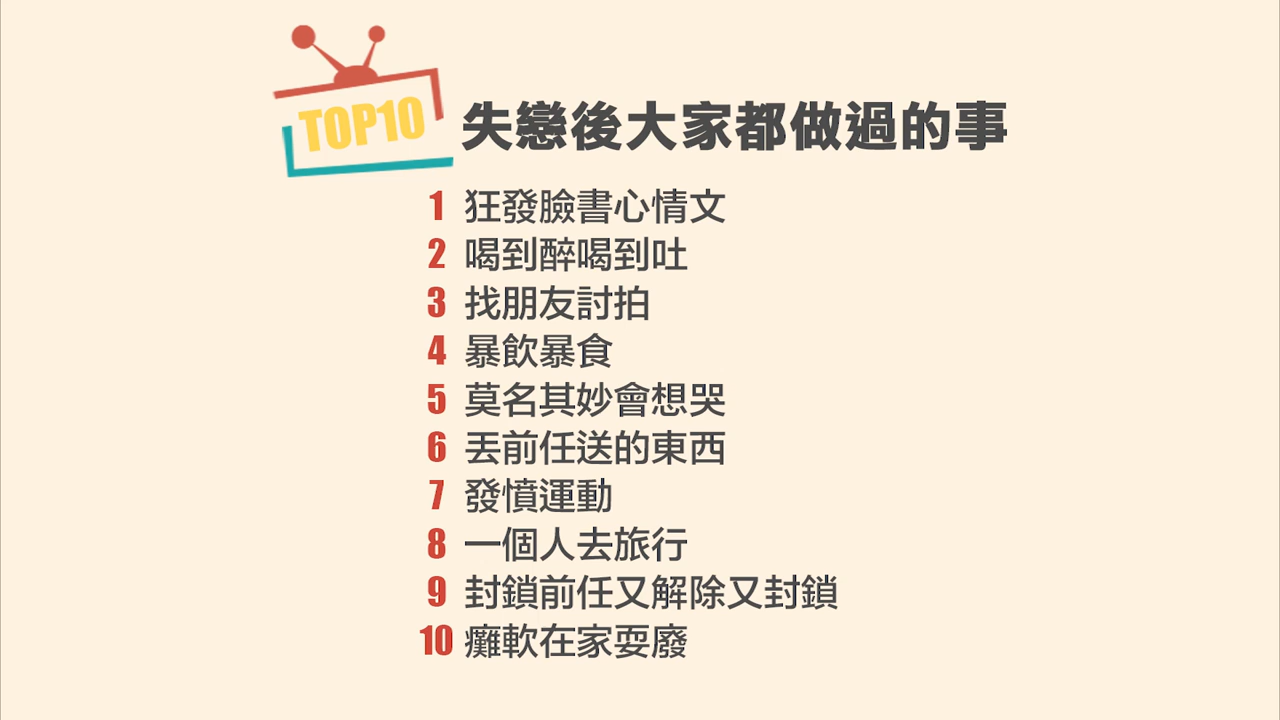 TOP10 失戀後大家都做過的事
1 狂發臉書心情文
2 喝到醉喝到吐
3 找朋友討拍
4 暴飲暴食
5 莫名其妙會想哭
6 丟前任送的東西
7 發憤運動
8 一個人去旅行
9 封鎖前任又解除又封鎖
10 癱軟在家耍廢